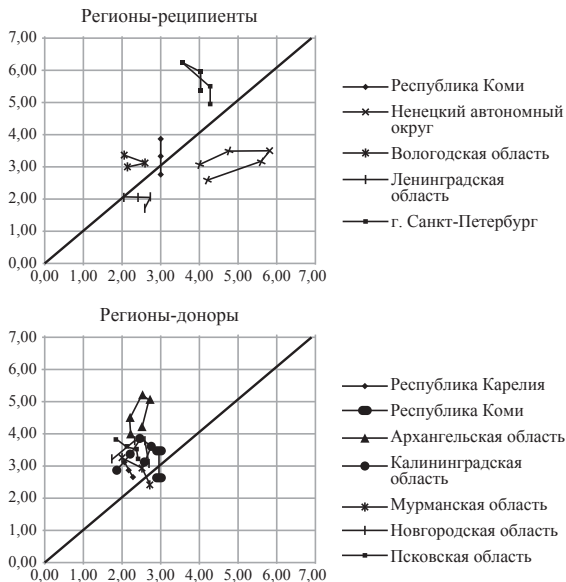 Регионы-реципиенты
7,00
6,00
5,00
4,00
3,00
2,00
1,00
0,00
0,00 1,00 2,00 3,00 4,00 5,00 6,00 7,00
Республика Коми
Ненецкий автономный
округ
Вологодская область
Ленинградская
область
г. Санкт-Петербург
Регионы-доноры
7,00
6,00
5,00
4,00
3,00
2,00
1,00
0,00
0,00 1,00 2,00 3,00 4,00 5,00 6,00 7,00
Республика Карелия
Республика Коми
Архангельская область
Калининградская
область
Мурманская область
Новгородская область
Псковская область